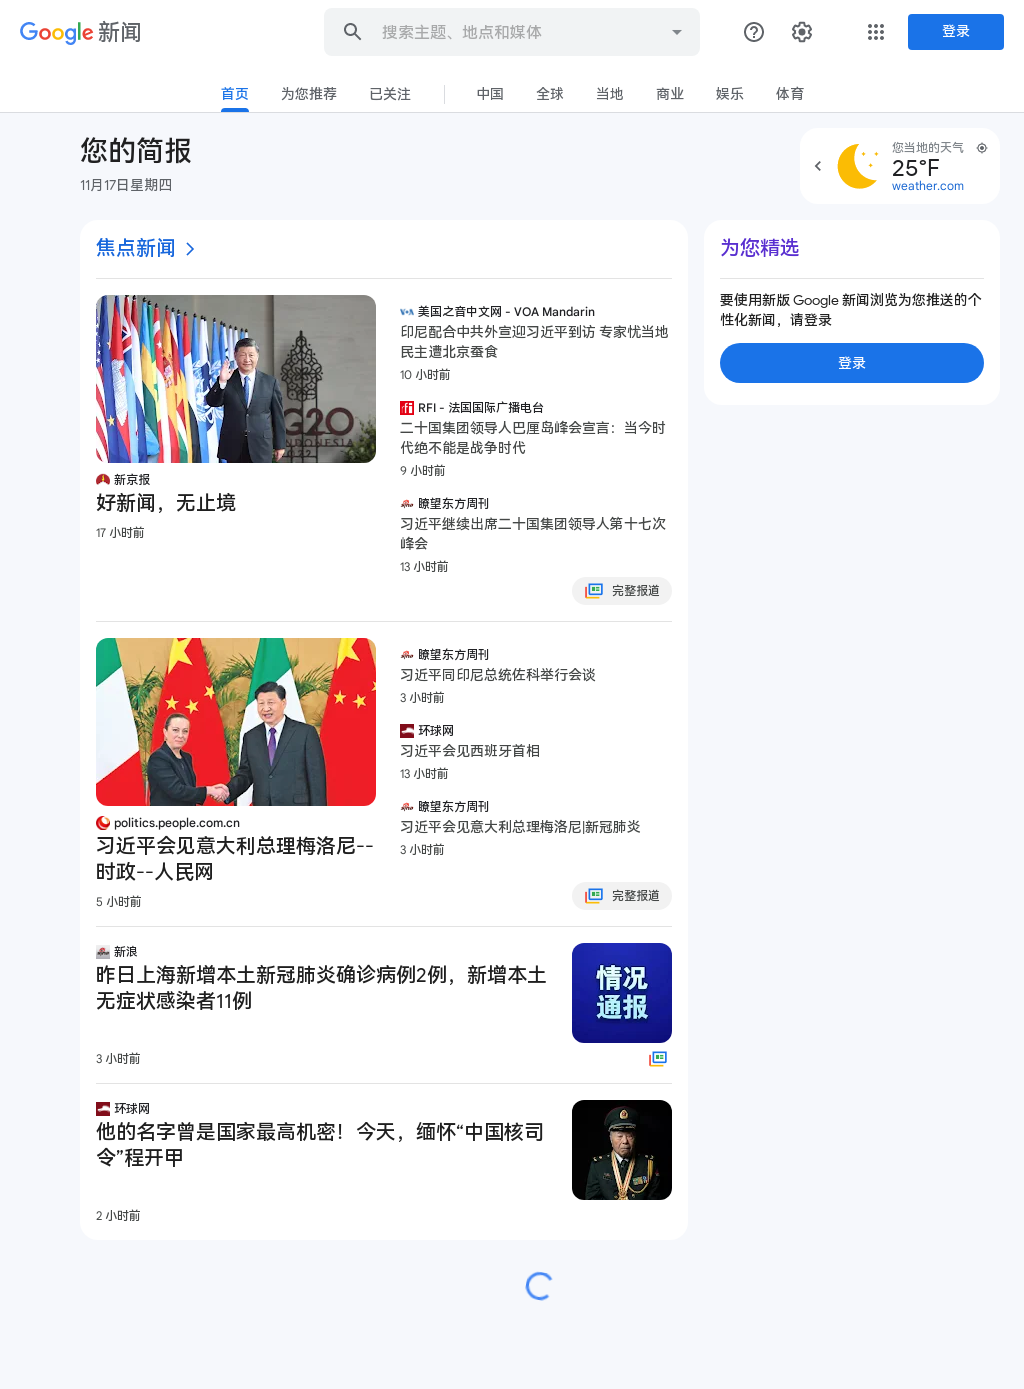 Google 新闻
搜索主题、地点和媒体
登录
首页
为您推荐
已关注
中国
全球
当地
商业
娱乐
体育
您的简报
11月17日星期四
您当地的天气
25°F
weather.com
焦点新闻
G20
INDONESIA
2022
新京报
好新闻，无止境
17 小时前
美国之音中文网 - VOA Mandarin
印尼配合中共外宣迎习近平到访 专家忧当地
民主遭北京蚕食
10 小时前
RFI - 法国国际广播电台
二十国集团领导人巴厘岛峰会宣言：当今时
代绝不能是战争时代
9 小时前
瞭望东方周刊
习近平继续出席二十国集团领导人第十七次
峰会
13 小时前
完整报道
politics.people.com.cn
习近平会见意大利总理梅洛尼--
时政--人民网
5 小时前
瞭望东方周刊
习近平同印尼总统佐科举行会谈
3 小时前
环球网
习近平会见西班牙首相
13 小时前
瞭望东方周刊
习近平会见意大利总理梅洛尼|新冠肺炎
3 小时前
完整报道
新浪
昨日上海新增本土新冠肺炎确诊病例2例，新增本土
无症状感染者11例
3 小时前
情况
通报
环球网
他的名字曾是国家最高机密！今天，缅怀“中国核司
令”程开甲
2 小时前
为您精选
要使用新版 Google 新闻浏览为您推送的个
性化新闻，请登录
登录